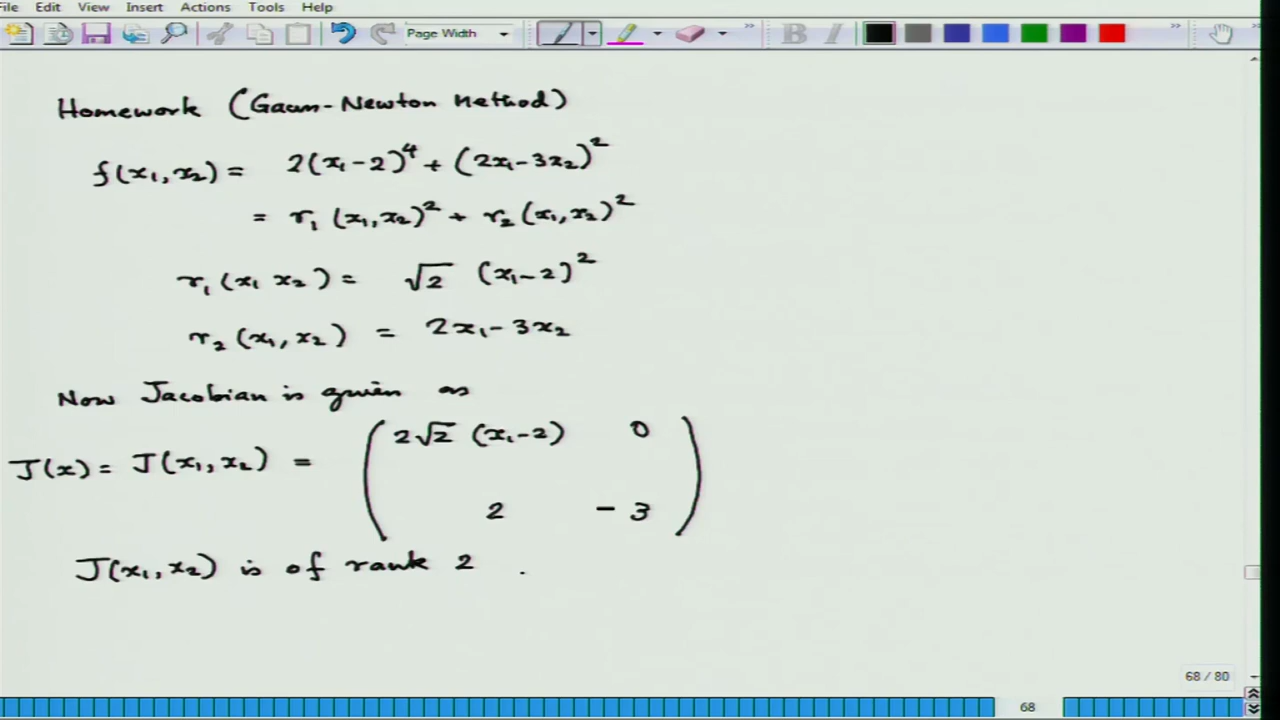 File Edit View Insert Actions Tools Help
Page Width
Homework (Gauss-Newton Method)
f(x₁, x₂) = 2(x₁-2)⁴ + (2x₁-3x₂)²
= r₁ (x₁, x₂)² + r₂ (x₁, x₂)²
r₁ (x₁ x₂) = √2 (x₁-2)²
r₂ (x₁, x₂) = 2x₁-3x₂
Now Jacobian is given as
J(x) = J(x₁, x₂) = ( 2√2 (x₁-2) 0
2 -3 )
J(x₁, x₂) is of rank 2 .
68 / 80
68